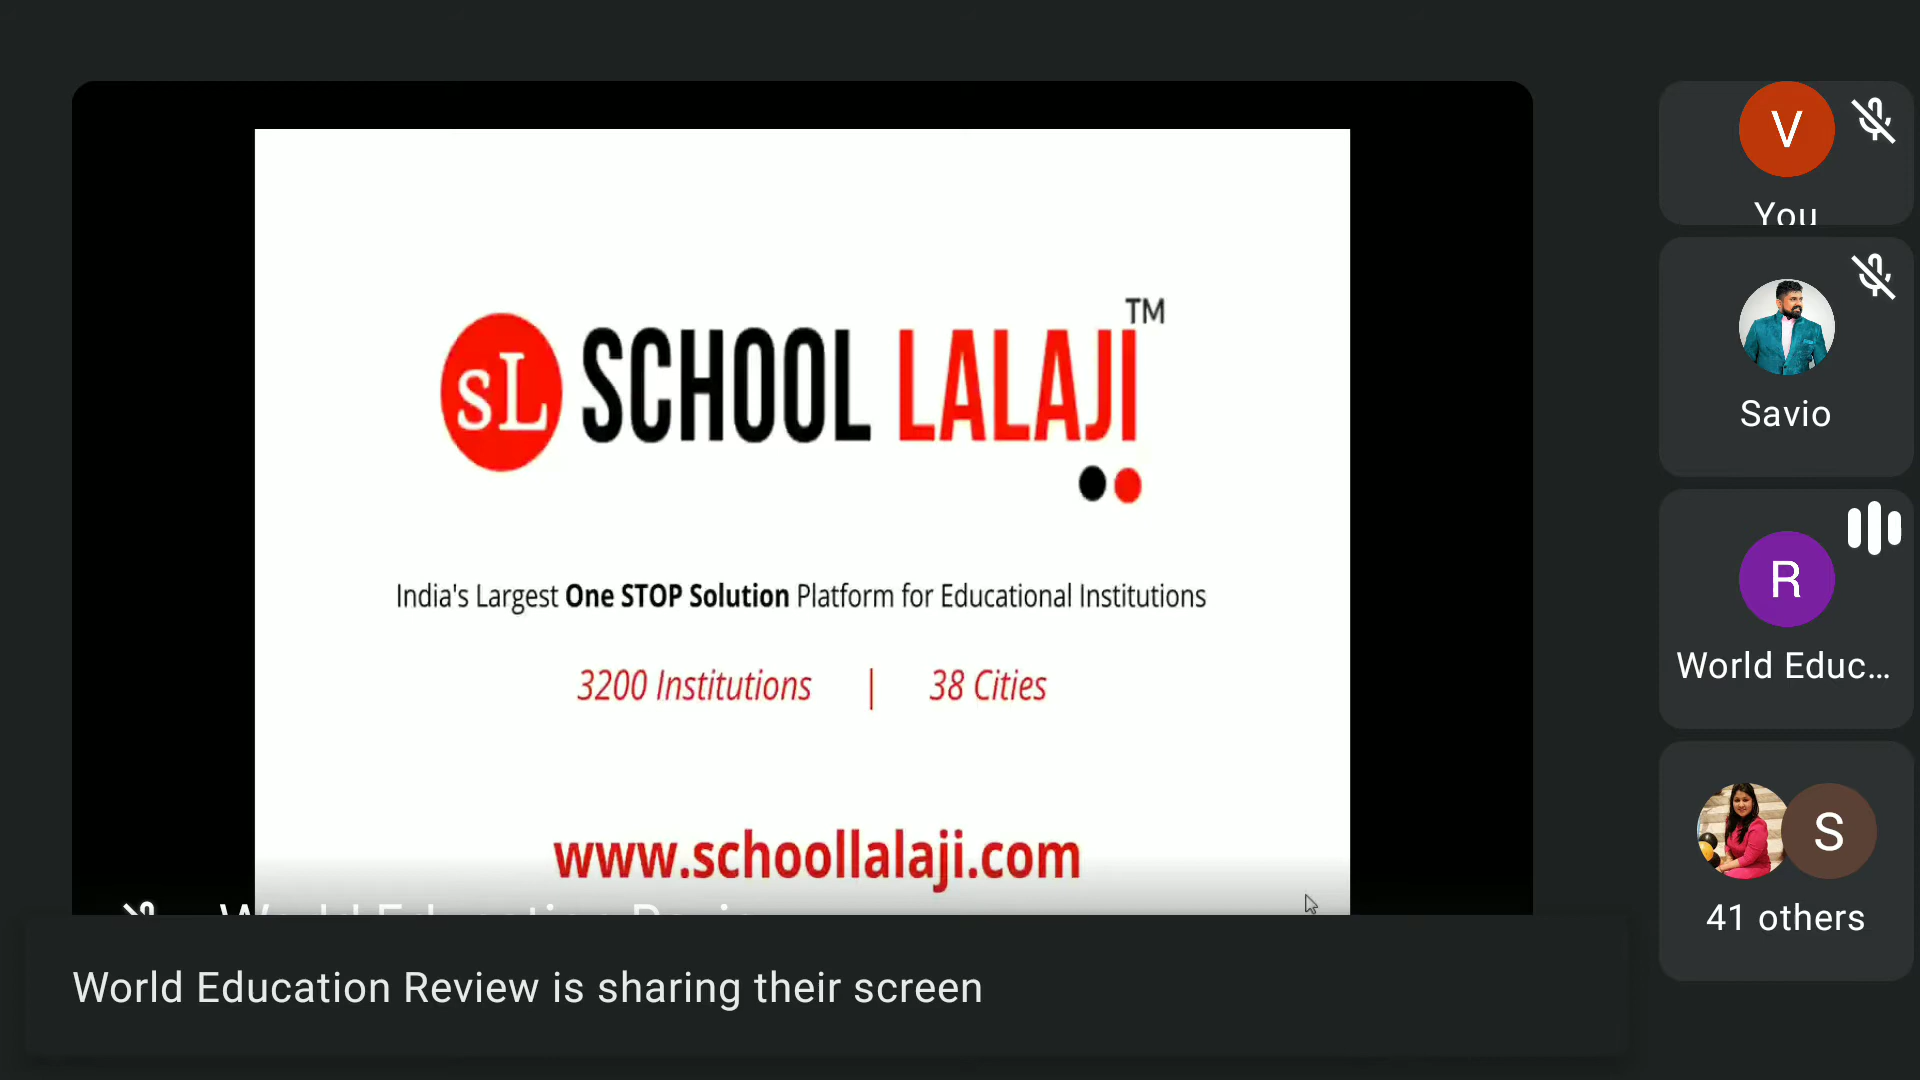 TM
sL SCHOOL LALAJI
India's Largest One STOP Solution Platform for Educational Institutions
3200 Institutions | 38 Cities
www.schoollalaji.com
World Education Review is sharing their screen
V
You
Savio
R
World Educ...
S
41 others